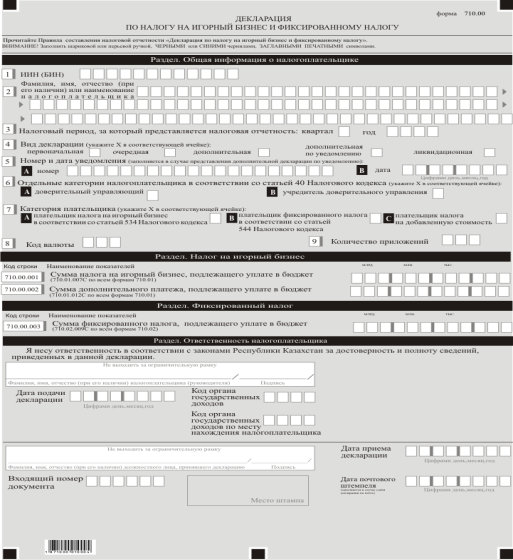 форма 710.00
ДЕКЛАРАЦИЯ
ПО НАЛОГУ НА ИГОРНЫЙ БИЗНЕС И ФИКСИРОВАННОМУ НАЛОГУ
Прочитайте Правила составления налоговой отчетности «Декларация по налогу на игорный бизнес и фиксированному налогу».
ВНИМАНИЕ! Заполнять шариковой или перьевой ручкой, ЧЕРНЫМИ или СИНИМИ чернилами, ЗАГЛАВНЫМИ ПЕЧАТНЫМИ символами.
Раздел. Общая информация о налогоплательщике
1 ИИН (БИН)
2 Фамилия, имя, отчество (при
его наличии) или наименование
налогоплательщика
3 Налоговый период, за который представляется налоговая отчетность: квартал год
4 Вид декларации (укажите Х в соответствующей ячейке):
первоначальная очередная дополнительная дополнительная по уведомлению ликвидационная
5 Номер и дата уведомления (заполняется в случае представления дополнительной декларации по уведомлению):
A номер B дата
Цифрами день,месяц,год
6 Отдельные категории налогоплательщика в соответствии со статьей 40 Налогового кодекса (укажите Х в соответствующей ячейке):
A доверительный управляющий B учредитель доверительного управления
7 Категория плательщика (укажите Х в соответствующей ячейке):
A плательщик налога на игорный бизнес в соответствии со статьей 534 Налогового кодекса
B плательщик фиксированного налога в соответствии со статьей 544 Налогового кодекса
C плательщик налога на добавленную стоимость
8 Код валюты
9 Количество приложений
Раздел. Налог на игорный бизнес
Код строки Наименование показателей млрд. млн. тыс.
710.00.001 Сумма налога на игорный бизнес, подлежащего уплате в бюджет
(710.01.007С по всем формам 710.01)
710.00.002 Сумма дополнительного платежа, подлежащего уплате в бюджет
(710.01.012С по всем формам 710.01)
Раздел. Фиксированный налог
Код строки Наименование показателей млрд. млн. тыс.
710.00.003 Сумма фиксированного налога, подлежащего уплате в бюджет
(710.02.009С по всем формам 710.02)
Раздел. Ответственность налогоплательщика
Я несу ответственность в соответствии с законами Республики Казахстан за достоверность и полноту сведений,
приведенных в данной декларации.
Не выходить за ограничительную рамку
Фамилия, имя, отчество (при его наличии) налогоплательщика (руководителя) Подпись
Дата подачи
декларации
Цифрами день,месяц,год
Код органа
государственных
доходов
Код органа
государственных
доходов по месту
нахождения налогоплательщика
Не выходить за ограничительную рамку
Фамилия, имя, отчество (при его наличии) должностного лица, принявшего декларацию Подпись
Дата приема
декларации
Цифрами день,месяц,год
Входящий номер
документа
Место штампа
Дата почтового
штемпеля
Цифрами день,месяц,год